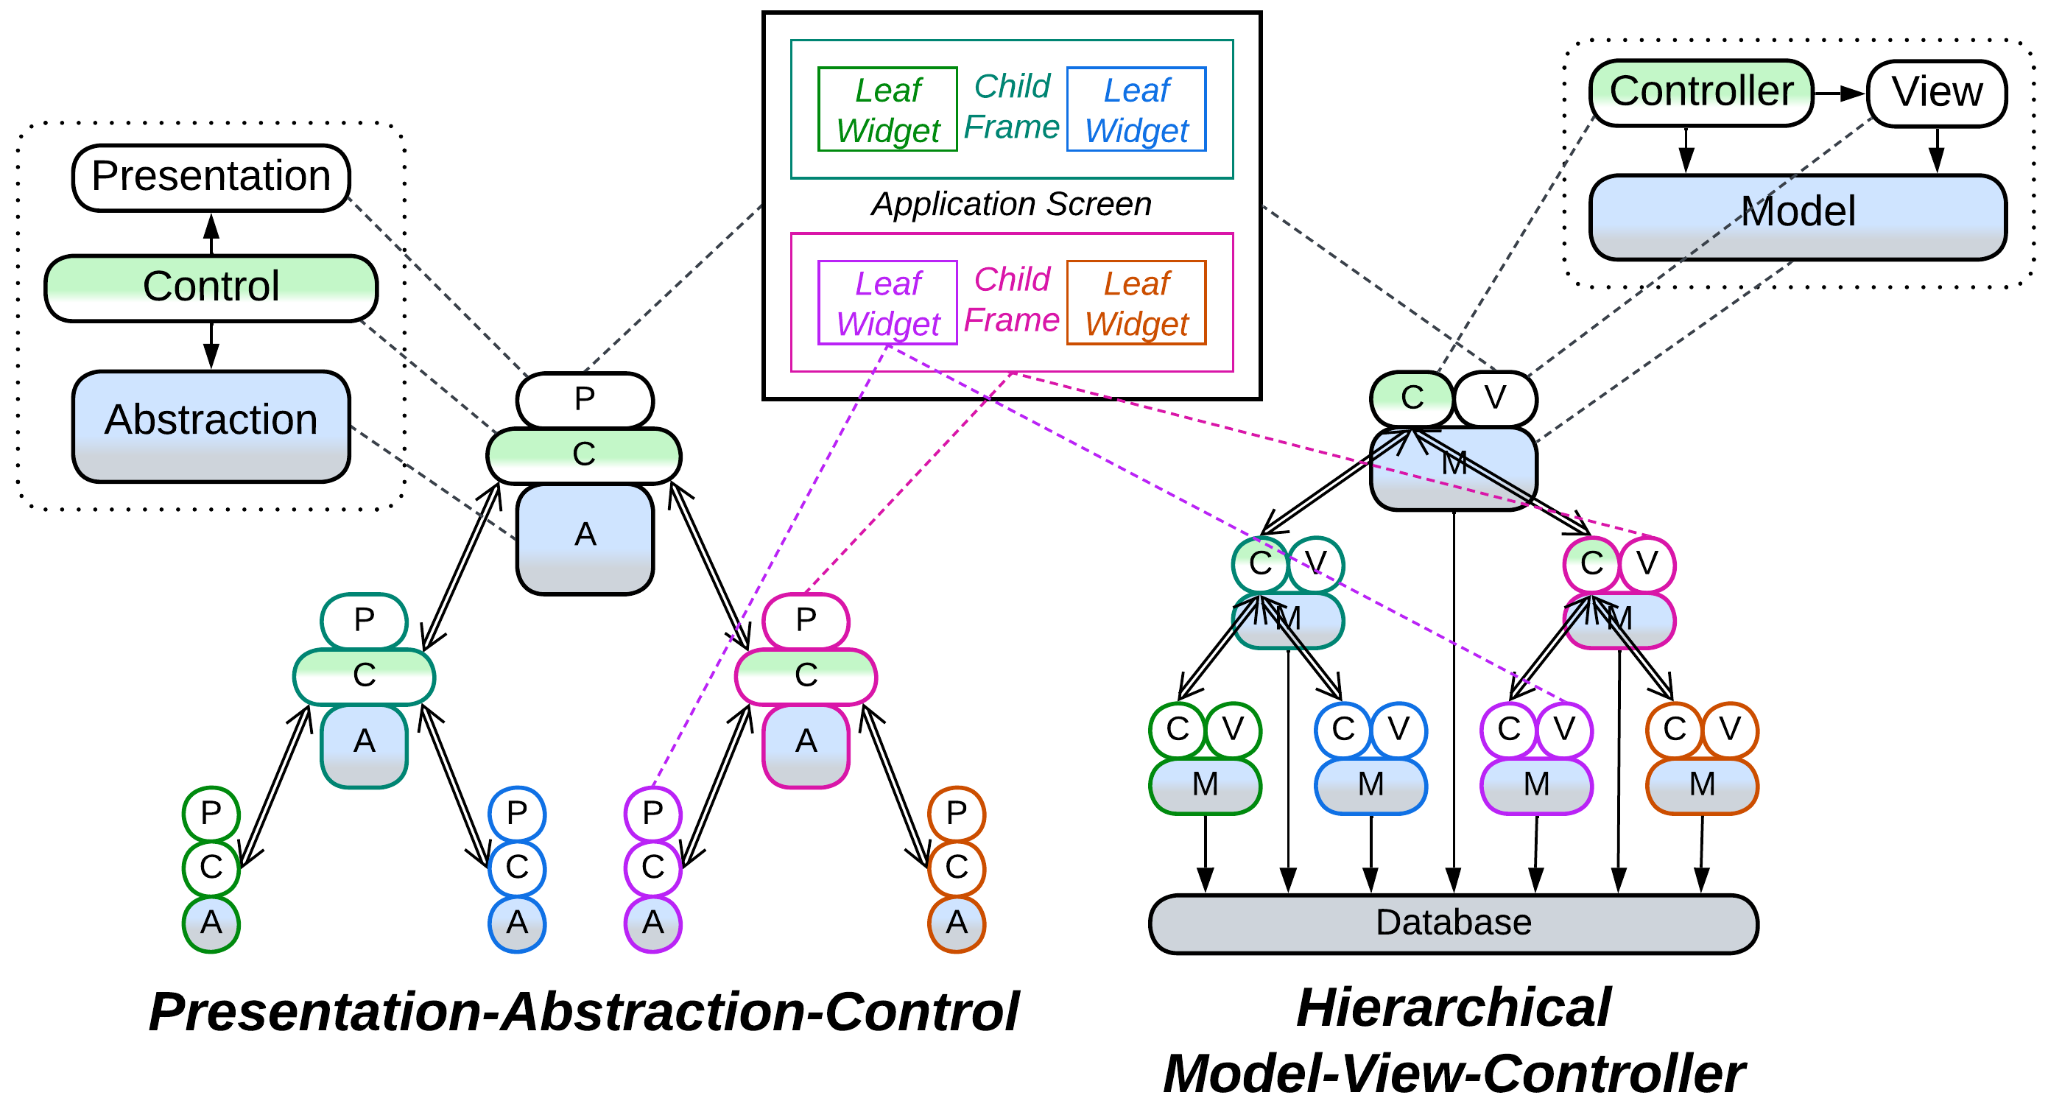 Presentation
Control
Abstraction
Leaf
Widget
Child
Frame
Leaf
Widget
Application Screen
Leaf
Widget
Child
Frame
Leaf
Widget
Controller
View
Model
P
C
A
P
C
A
P
C
A
P
C
A
P
C
A
P
C
A
P
C
A
C V
M
C V
M
C V
M
C V
M
C V
M
C V
M
C V
M
Database
Presentation-Abstraction-Control
Hierarchical
Model-View-Controller